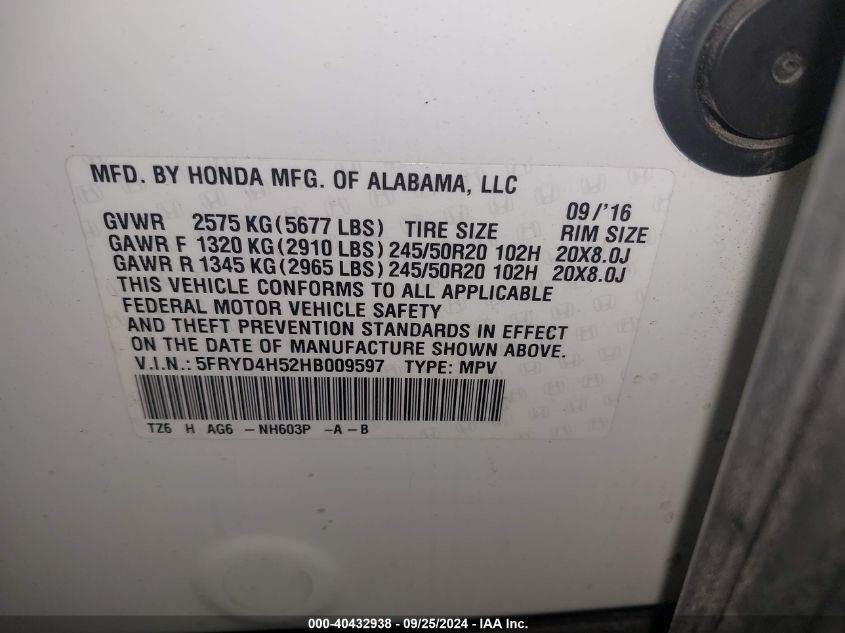 MFD. BY HONDA MFG. OF ALABAMA, LLC
09/'16
GVWR 2575 KG(5677 LBS) TIRE SIZE RIM SIZE
GAWR F 1320 KG(2910 LBS) 245/50R20 102H 20X8.0J
GAWR R 1345 KG(2965 LBS) 245/50R20 102H 20X8.0J
THIS VEHICLE CONFORMS TO ALL APPLICABLE
FEDERAL MOTOR VEHICLE SAFETY
AND THEFT PREVENTION STANDARDS IN EFFECT
ON THE DATE OF MANUFACTURE SHOWN ABOVE.
V.I.N.: 5FRYD4H52HB009597 TYPE: MPV
TZ6 H AG6 - NH603P -A-B
000-40432938 - 09/25/2024 - IAA Inc.